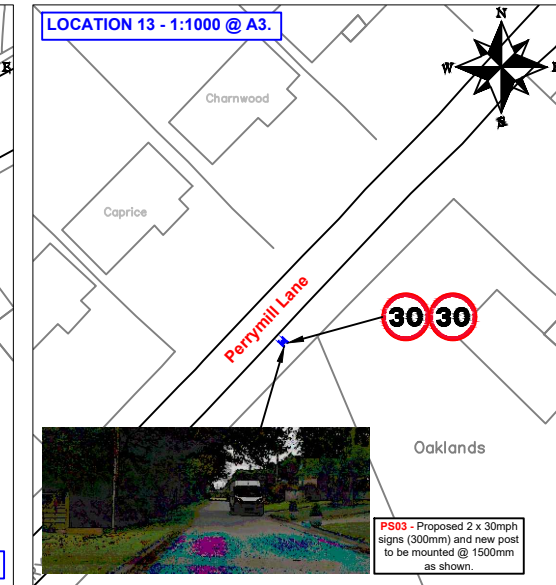 LOCATION 13 - 1:1000 @ A3.
N
W
E
S
Charnwood
Caprice
Perrymill Lane
30 30
Oaklands
PS03 - Proposed 2 x 30mph
signs (300mm) and new post
to be mounted @ 1500mm
as shown.